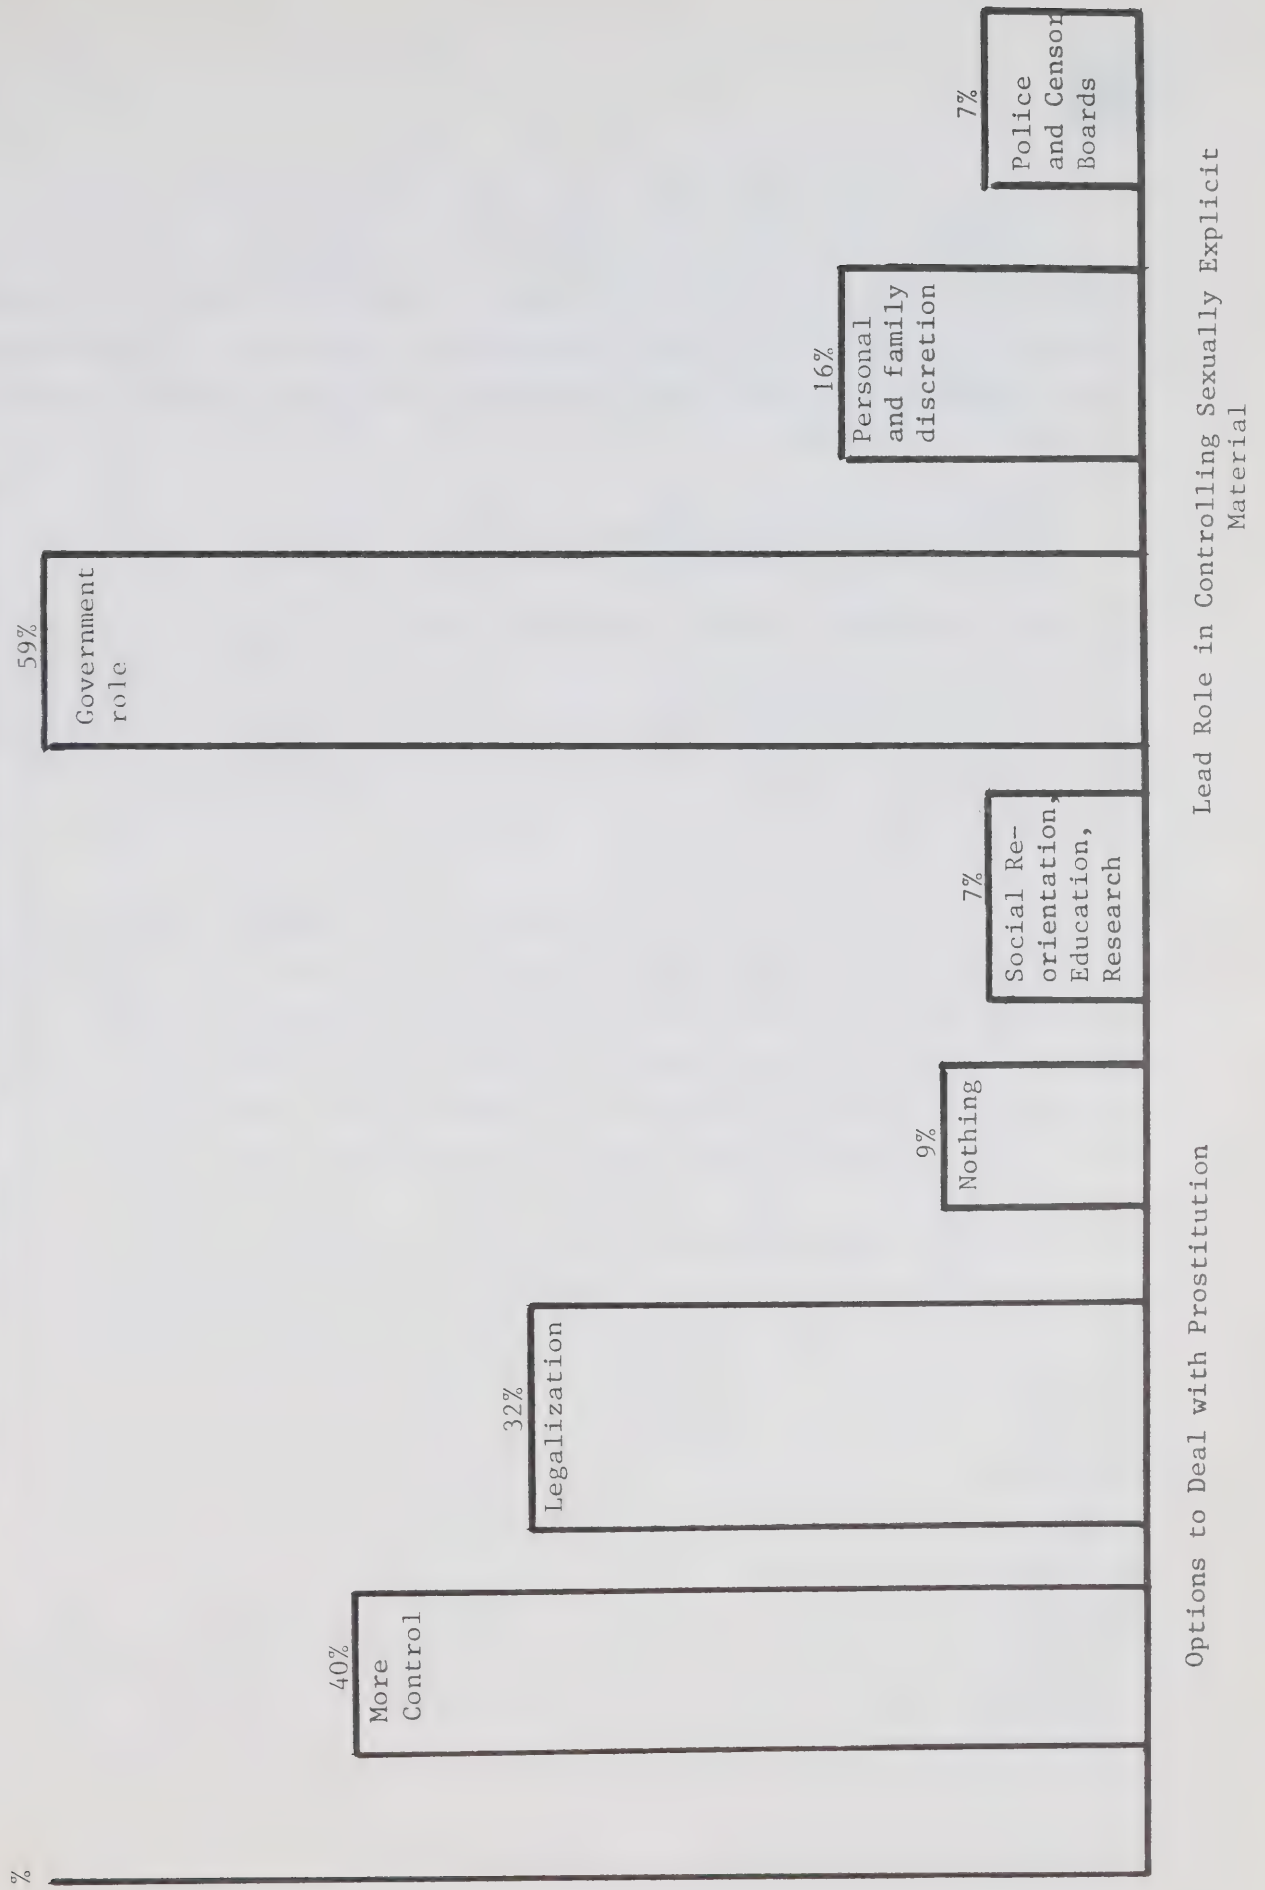 %
40%
More
Control
32%
Legalization
9%
Nothing
7%
Social Re-
orientation,
Education,
Research
59%
Government
role
16%
Personal
and family
discretion
7%
Police
and Censor
Boards
Options to Deal with Prostitution
Lead Role in Controlling Sexually Explicit
Material